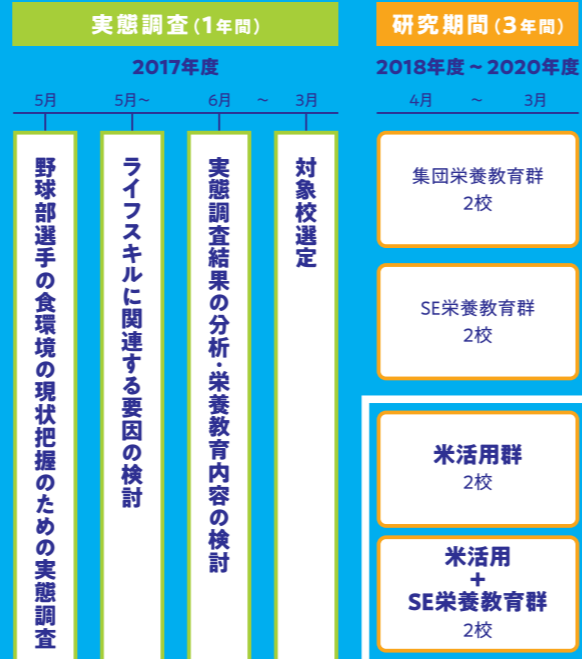 実態調査(1年間)
2017年度
5月
5月~
6月 ~ 3月
野球部選手の食環境の現状把握のための実態調査
ライフスキルに関連する要因の検討
実態調査結果の分析・栄養教育内容の検討
対象校選定
研究期間(3年間)
2018年度~2020年度
4月 ~ 3月
集団栄養教育群
2校
SE栄養教育群
2校
米活用群
2校
米活用
+
SE栄養教育群
2校